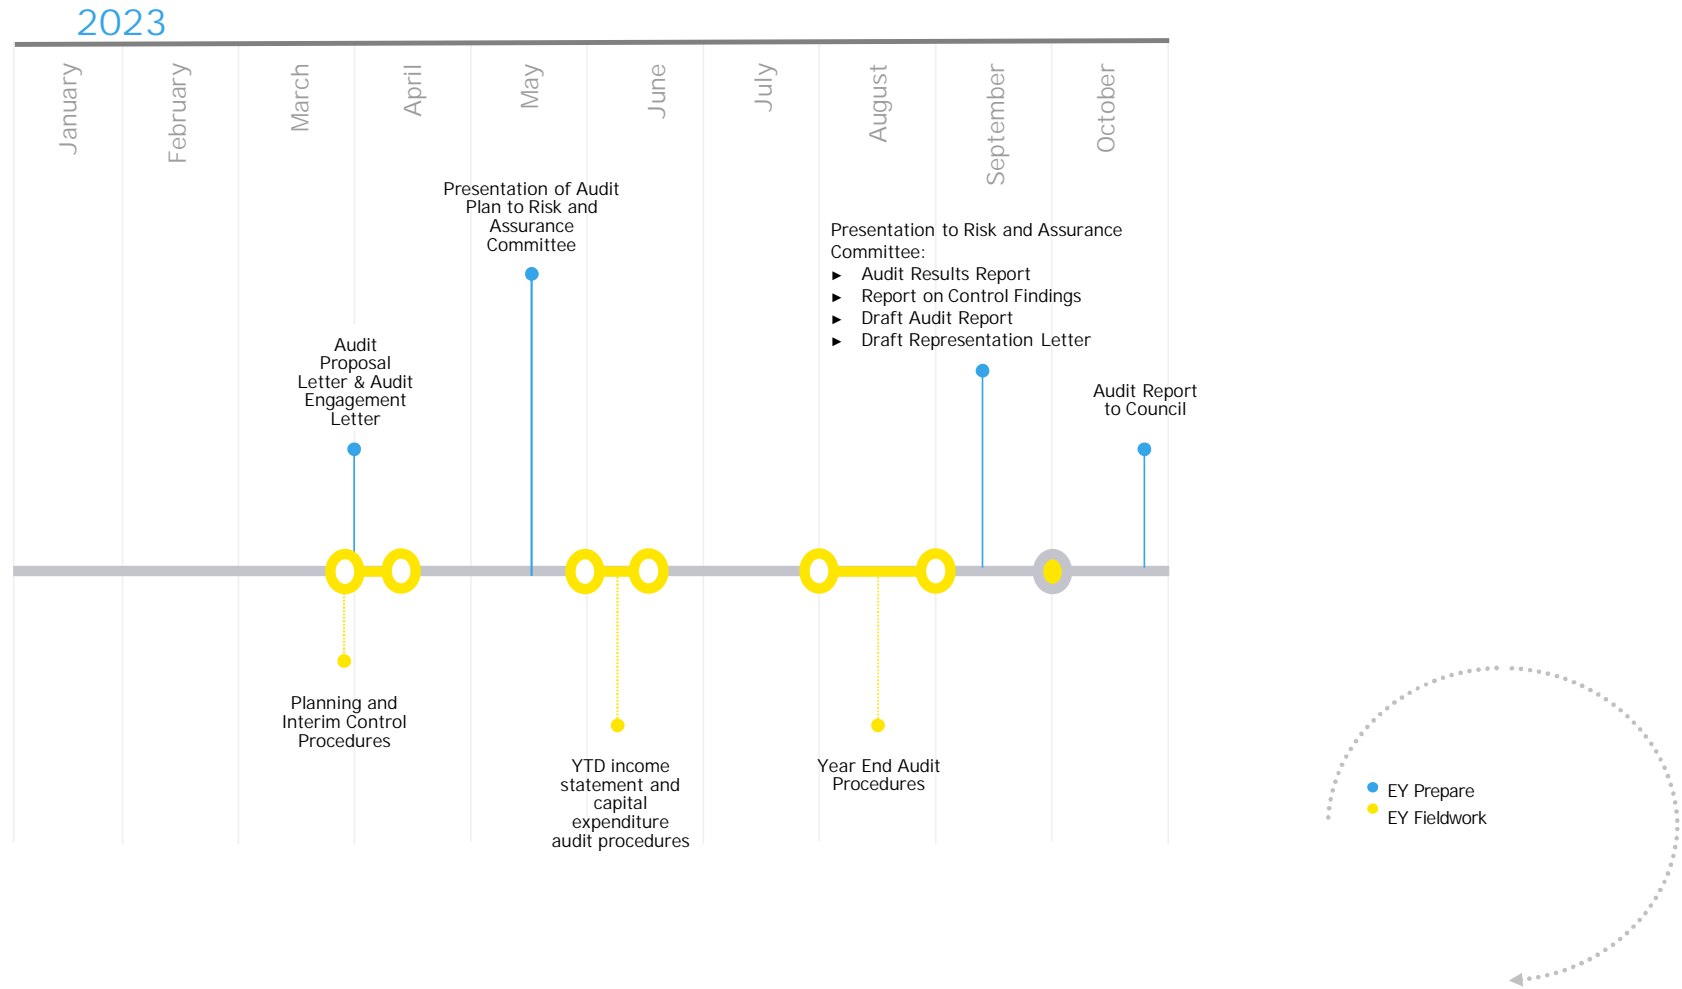 2023
January
February
March
April
May
June
July
August
September
October
Presentation of Audit
Plan to Risk and
Assurance
Committee
Presentation to Risk and Assurance
Committee:
► Audit Results Report
► Report on Control Findings
► Draft Audit Report
► Draft Representation Letter
Audit
Proposal
Letter & Audit
Engagement
Letter
Audit Report
to Council
Planning and
Interim Control
Procedures
YTD income
statement and
capital
expenditure
audit procedures
Year End Audit
Procedures
EY Prepare
EY Fieldwork